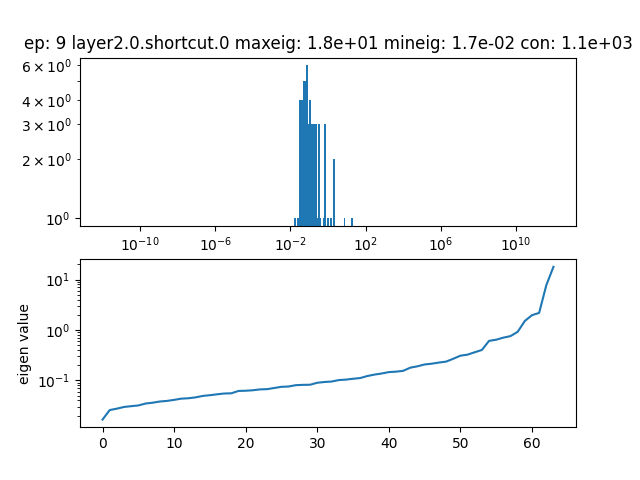 ep: 9 layer2.0.shortcut.0 maxeig: 1.8e+01 mineig: 1.7e-02 con: 1.1e+03
6 × 10⁰
4 × 10⁰
3 × 10⁰
2 × 10⁰
10⁰
10⁻¹⁰ 10⁻⁶ 10⁻² 10² 10⁶ 10¹⁰
eigen value
10¹
10⁰
10⁻¹
0 10 20 30 40 50 60